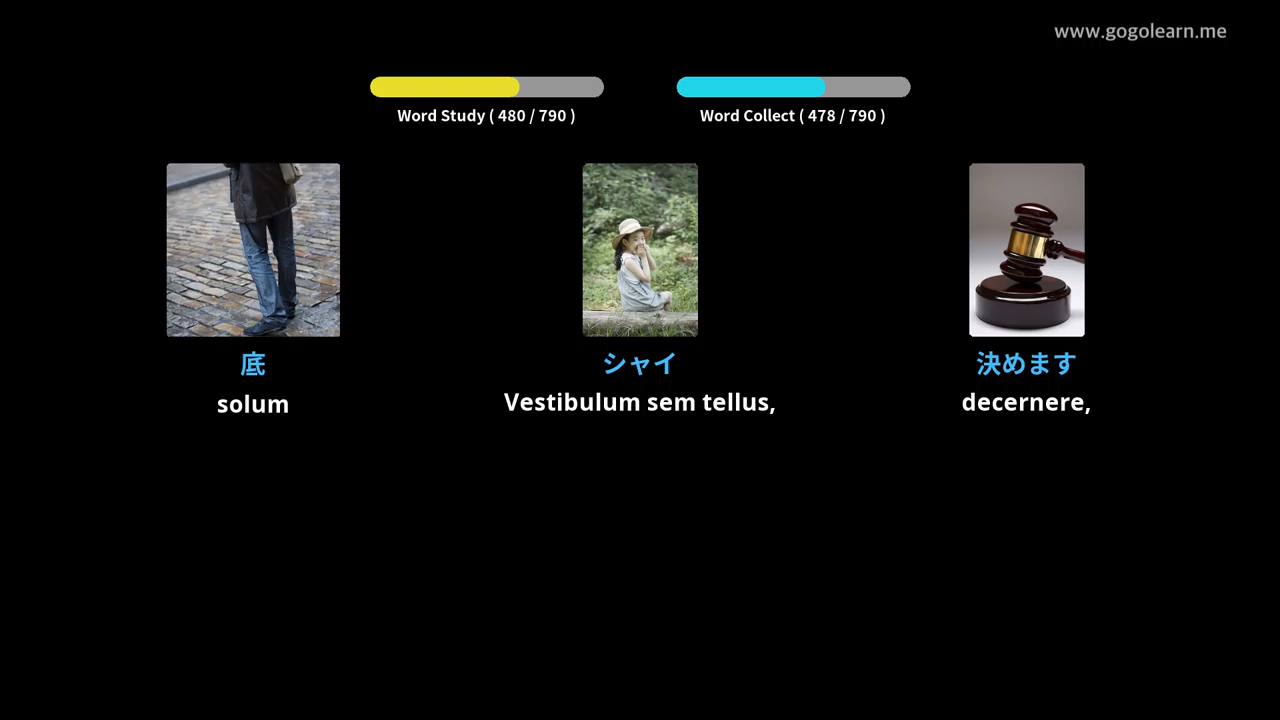 www.gogolearn.me
Word Study ( 480 / 790 )
Word Collect ( 478 / 790 )
底
シャイ
決めます
solum
Vestibulum sem tellus,
decernere,